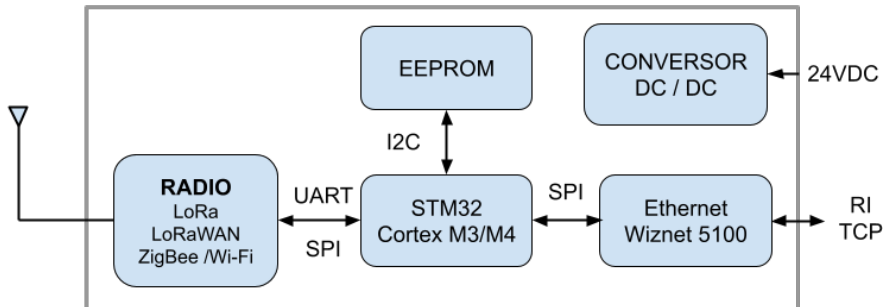 EEPROM
CONVERSOR
DC / DC
24VDC
I2C
RADIO
LoRa
LoRaWAN
ZigBee /Wi-Fi
UART
SPI
STM32
Cortex M3/M4
SPI
Ethernet
Wiznet 5100
RI
TCP